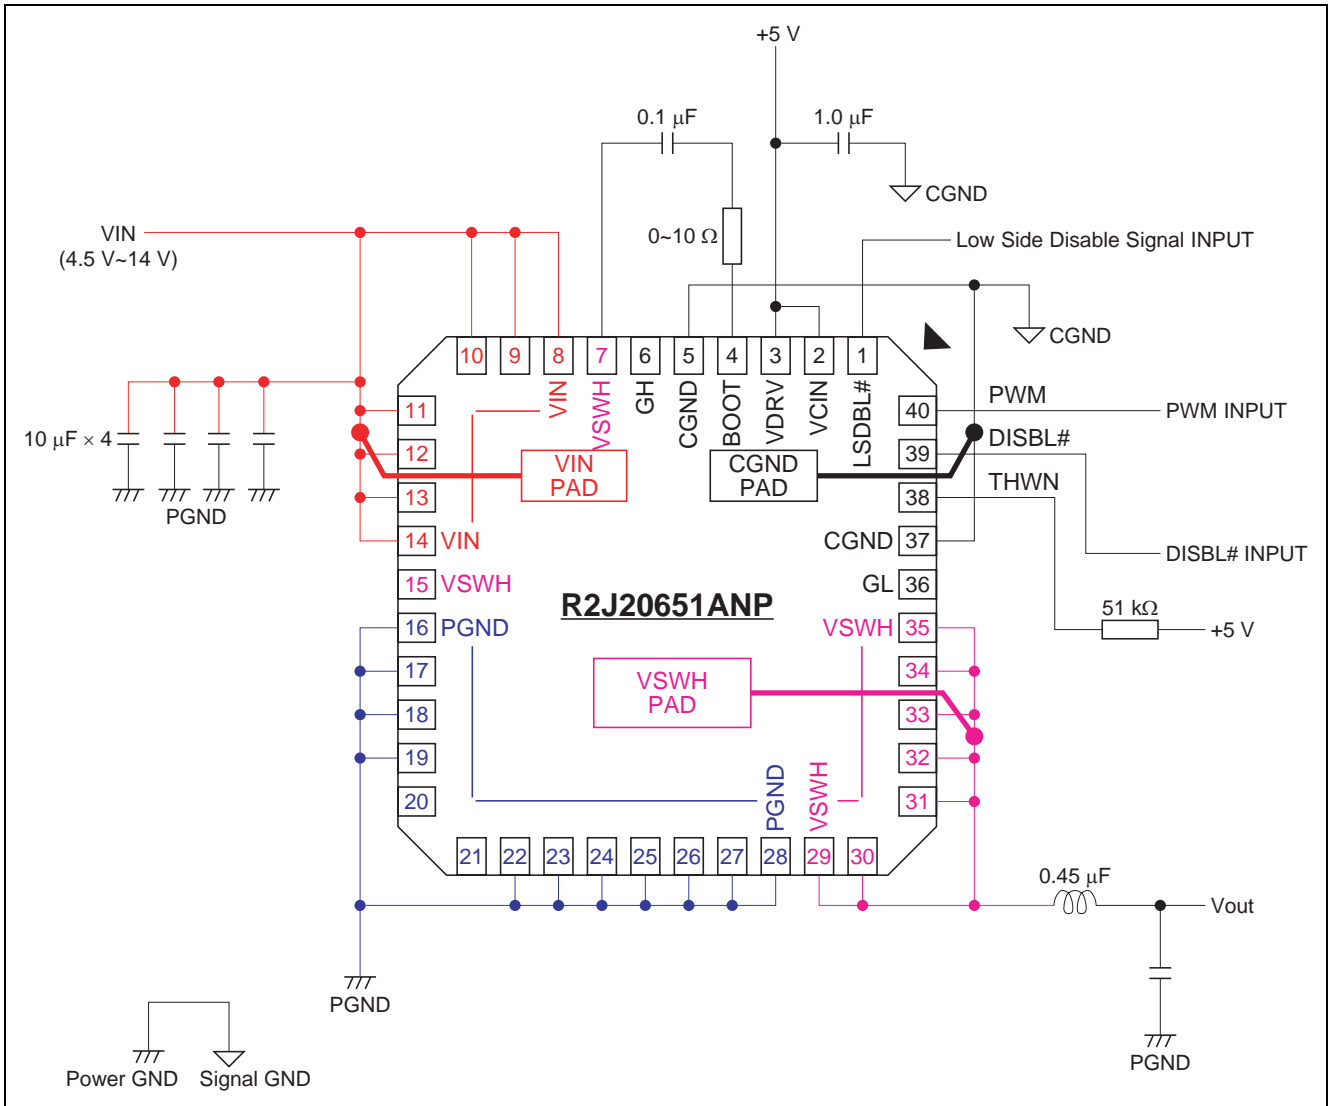 +5 V
0.1 µF
1.0 µF
CGND
VIN
(4.5 V~14 V)
0~10 Ω
Low Side Disable Signal INPUT
CGND
10 9 8 7 6 5 4 3 2 1
VIN
VSWH
GH
CGND
BOOT
VDRV
VCIN
LSDBL#
10 µF × 4
PGND
11
12
13
14 VIN
15 VSWH
16 PGND
17
18
19
20
VIN
PAD
CGND
PAD
R2J20651ANP
VSWH
PAD
40 PWM
PWM INPUT
39 DISBL#
38 THWN
CGND 37
DISBL# INPUT
GL 36
51 kΩ
+5 V
VSWH 35
34
33
32
31
PGND
VSWH
21 22 23 24 25 26 27 28 29 30
0.45 µF
Vout
PGND
PGND
Power GND
Signal GND